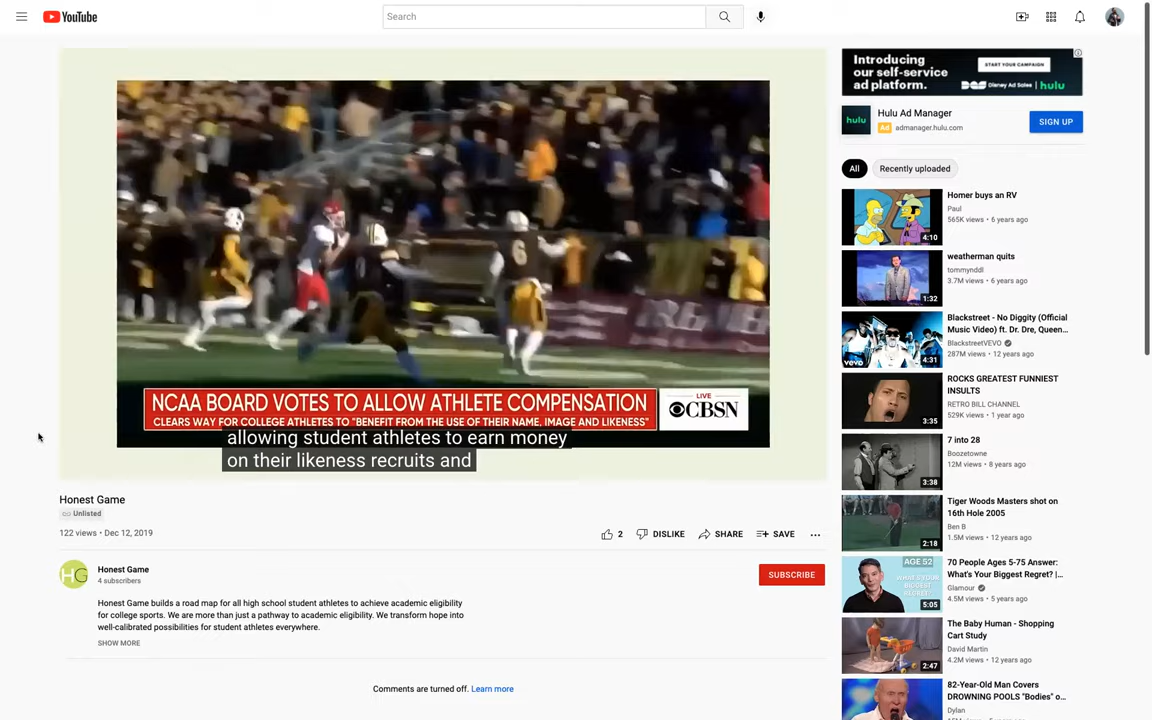 YouTube
Search
NCAA BOARD VOTES TO ALLOW ATHLETE COMPENSATION
CLEARS WAY FOR COLLEGE ATHLETES TO "BENEFIT FROM THE USE OF THEIR NAME, IMAGE AND LIKENESS"
LIVE
CBSN
allowing student athletes to earn money
on their likeness recruits and
Honest Game
Unlisted
122 views • Dec 12, 2019
2
DISLIKE
SHARE
SAVE
HG
Honest Game
4 subscribers
SUBSCRIBE
Honest Game builds a road map for all high school student athletes to achieve academic eligibility
for college sports. We are more than just a pathway to academic eligibility. We transform hope into
well-calibrated possibilities for student athletes everywhere.
SHOW MORE
Comments are turned off. Learn more
Introducing
our self-service
ad platform.
START YOUR CAMPAIGN
Disney Ad Sales
hulu
hulu
Hulu Ad Manager
Ad admanager.hulu.com
SIGN UP
All
Recently uploaded
4:10
Homer buys an RV
Paul
565K views • 6 years ago
1:32
weatherman quits
tommynddl
3.7M views • 6 years ago
vevo
4:31
Blackstreet - No Diggity (Official
Music Video) ft. Dr. Dre, Queen...
BlackstreetVEVO
287M views • 12 years ago
3:35
ROCKS GREATEST FUNNIEST
INSULTS
RETRO BILL CHANNEL
529K views • 1 year ago
3:38
7 into 28
Boozetowne
12M views • 8 years ago
2:18
Tiger Woods Masters shot on
16th Hole 2005
Ben B
1.5M views • 12 years ago
AGE 52
WHAT'S YOUR
BIGGEST
REGRET?
5:05
70 People Ages 5-75 Answer:
What's Your Biggest Regret? |...
Glamour
4.5M views • 5 years ago
2:47
The Baby Human - Shopping
Cart Study
David Martin
4.2M views • 12 years ago
82-Year-Old Man Covers
DROWNING POOLS "Bodies" o...
Dylan